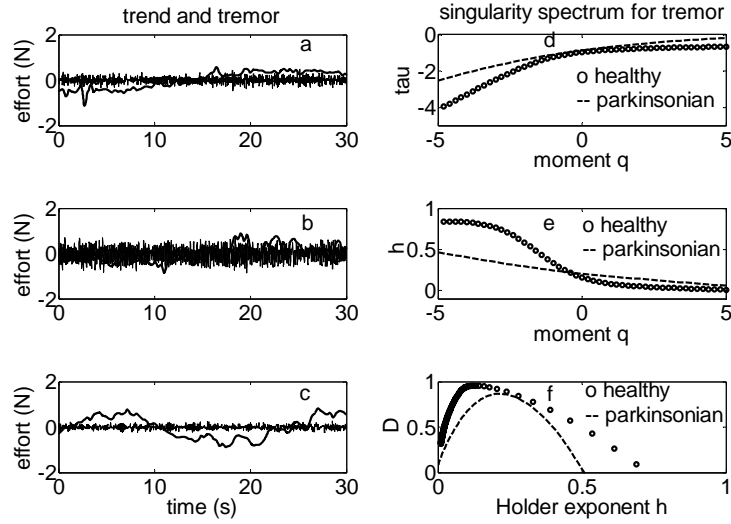 trend and tremor
singularity spectrum for tremor
2
0
-2
effort (N)
a
0
10
20
30
0
-2
-4
tau
d
o healthy
-- parkinsonian
-5
0
5
moment q
2
0
-2
effort (N)
b
0
10
20
30
1
0.5
0
h
e
o healthy
-- parkinsonian
-5
0
5
moment q
2
0
-2
effort (N)
c
0
10
20
30
time (s)
1
0.5
0
D
f
o healthy
-- parkinsonian
0
0.5
1
Holder exponent h